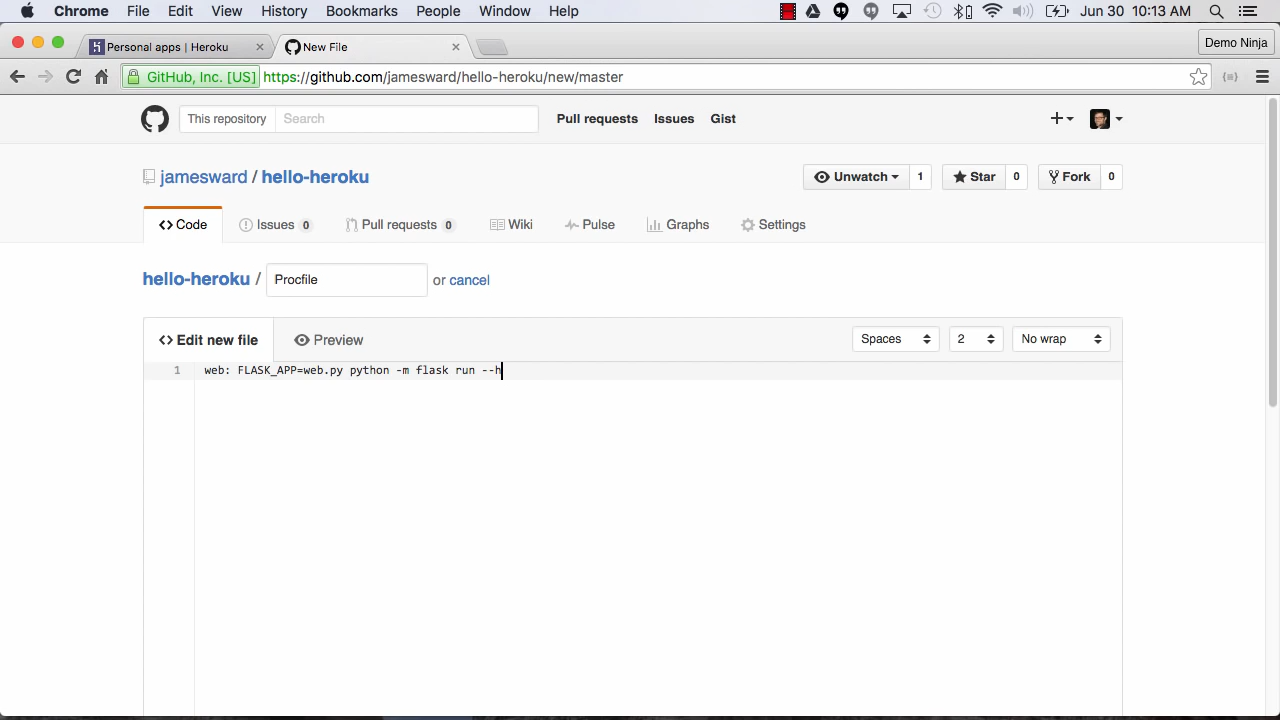 Chrome File Edit View History Bookmarks People Window Help Jun 30 10:13 AM
Personal apps | Heroku New File Demo Ninja
GitHub, Inc. [US] https://github.com/jamesward/hello-heroku/new/master
This repository Search Pull requests Issues Gist
jamesward / hello-heroku Unwatch 1 Star 0 Fork 0
Code Issues 0 Pull requests 0 Wiki Pulse Graphs Settings
hello-heroku / Procfile or cancel
Edit new file Preview Spaces 2 No wrap
1 web: FLASK_APP=web.py python -m flask run --h